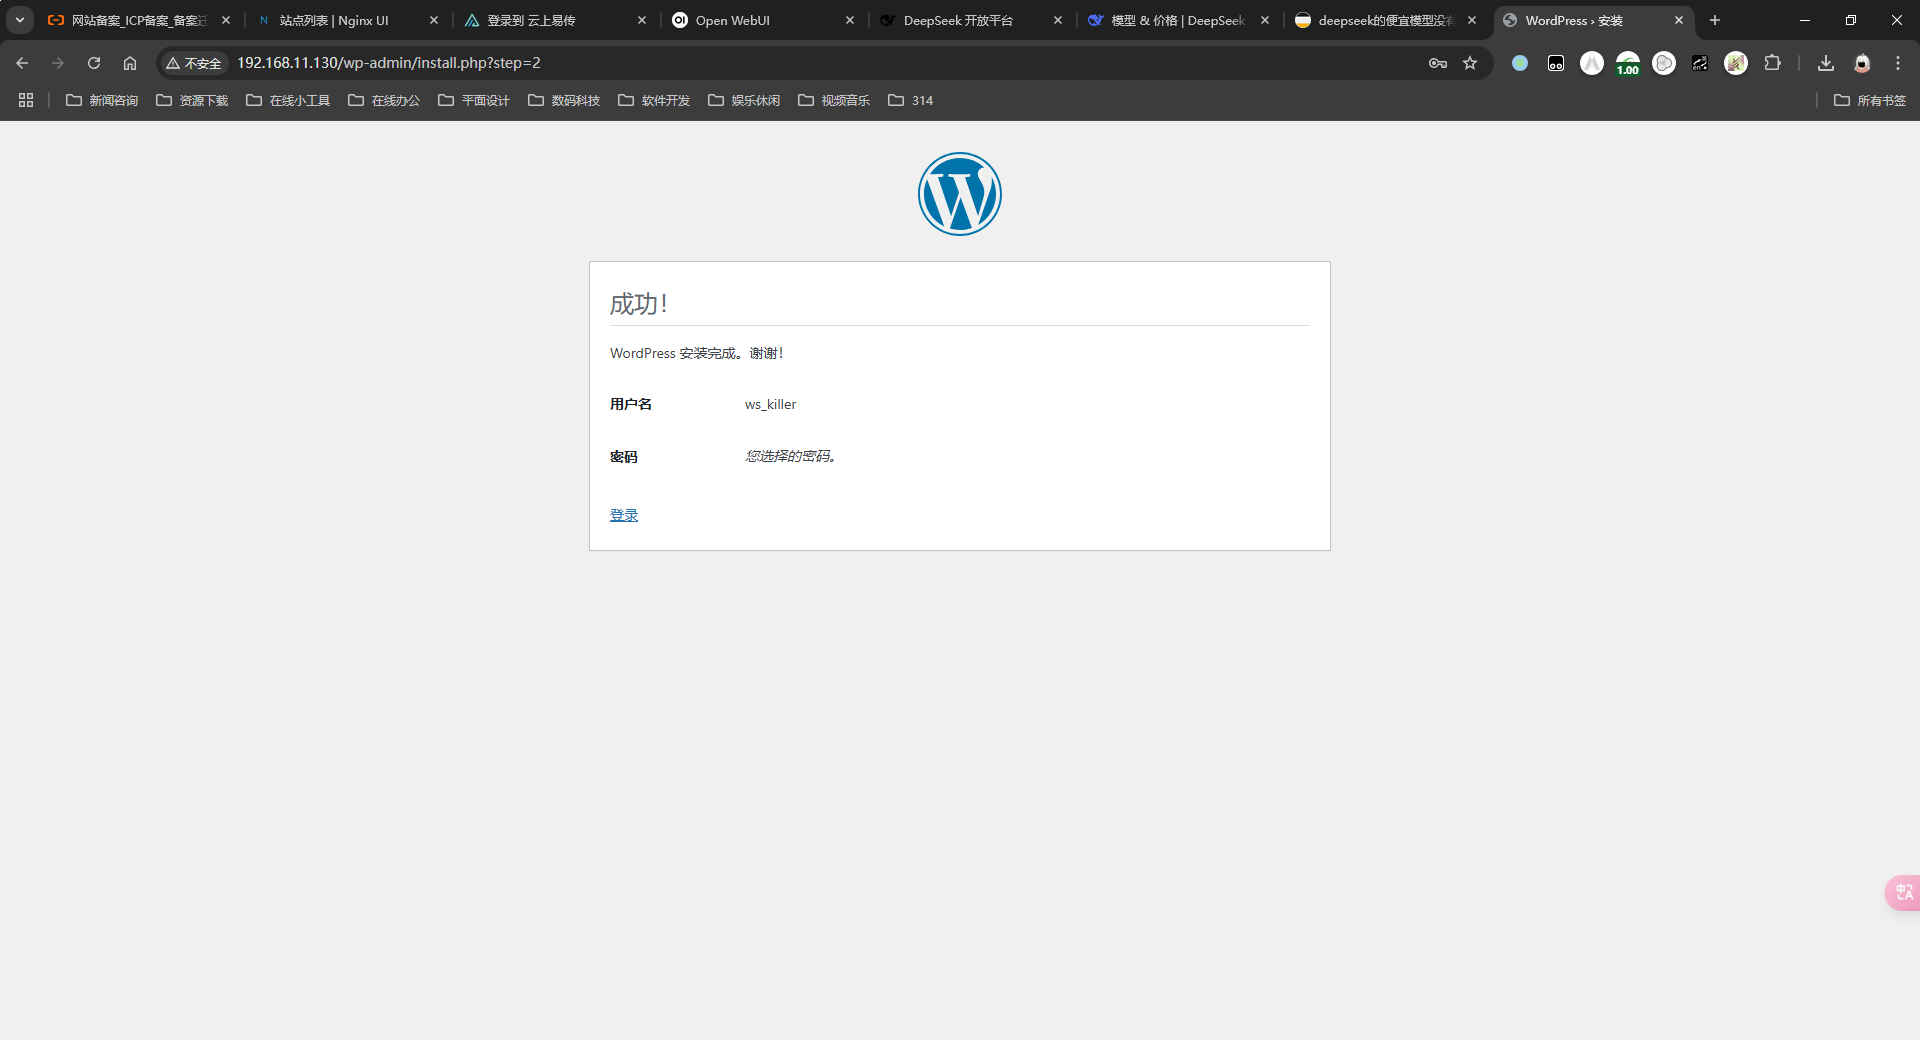 网站备案_ICP备案_备案迁
站点列表 | Nginx UI
登录到 云上易传
Open WebUI
DeepSeek 开放平台
模型 & 价格 | DeepSeek
deepseek的便宜模型没有
WordPress › 安装
不安全
192.168.11.130/wp-admin/install.php?step=2
1.00
新闻咨询
资源下载
在线小工具
在线办公
平面设计
数码科技
软件开发
娱乐休闲
视频音乐
314
所有书签
成功！
WordPress 安装完成。谢谢！
用户名 ws_killer
密码 您选择的密码。
登录